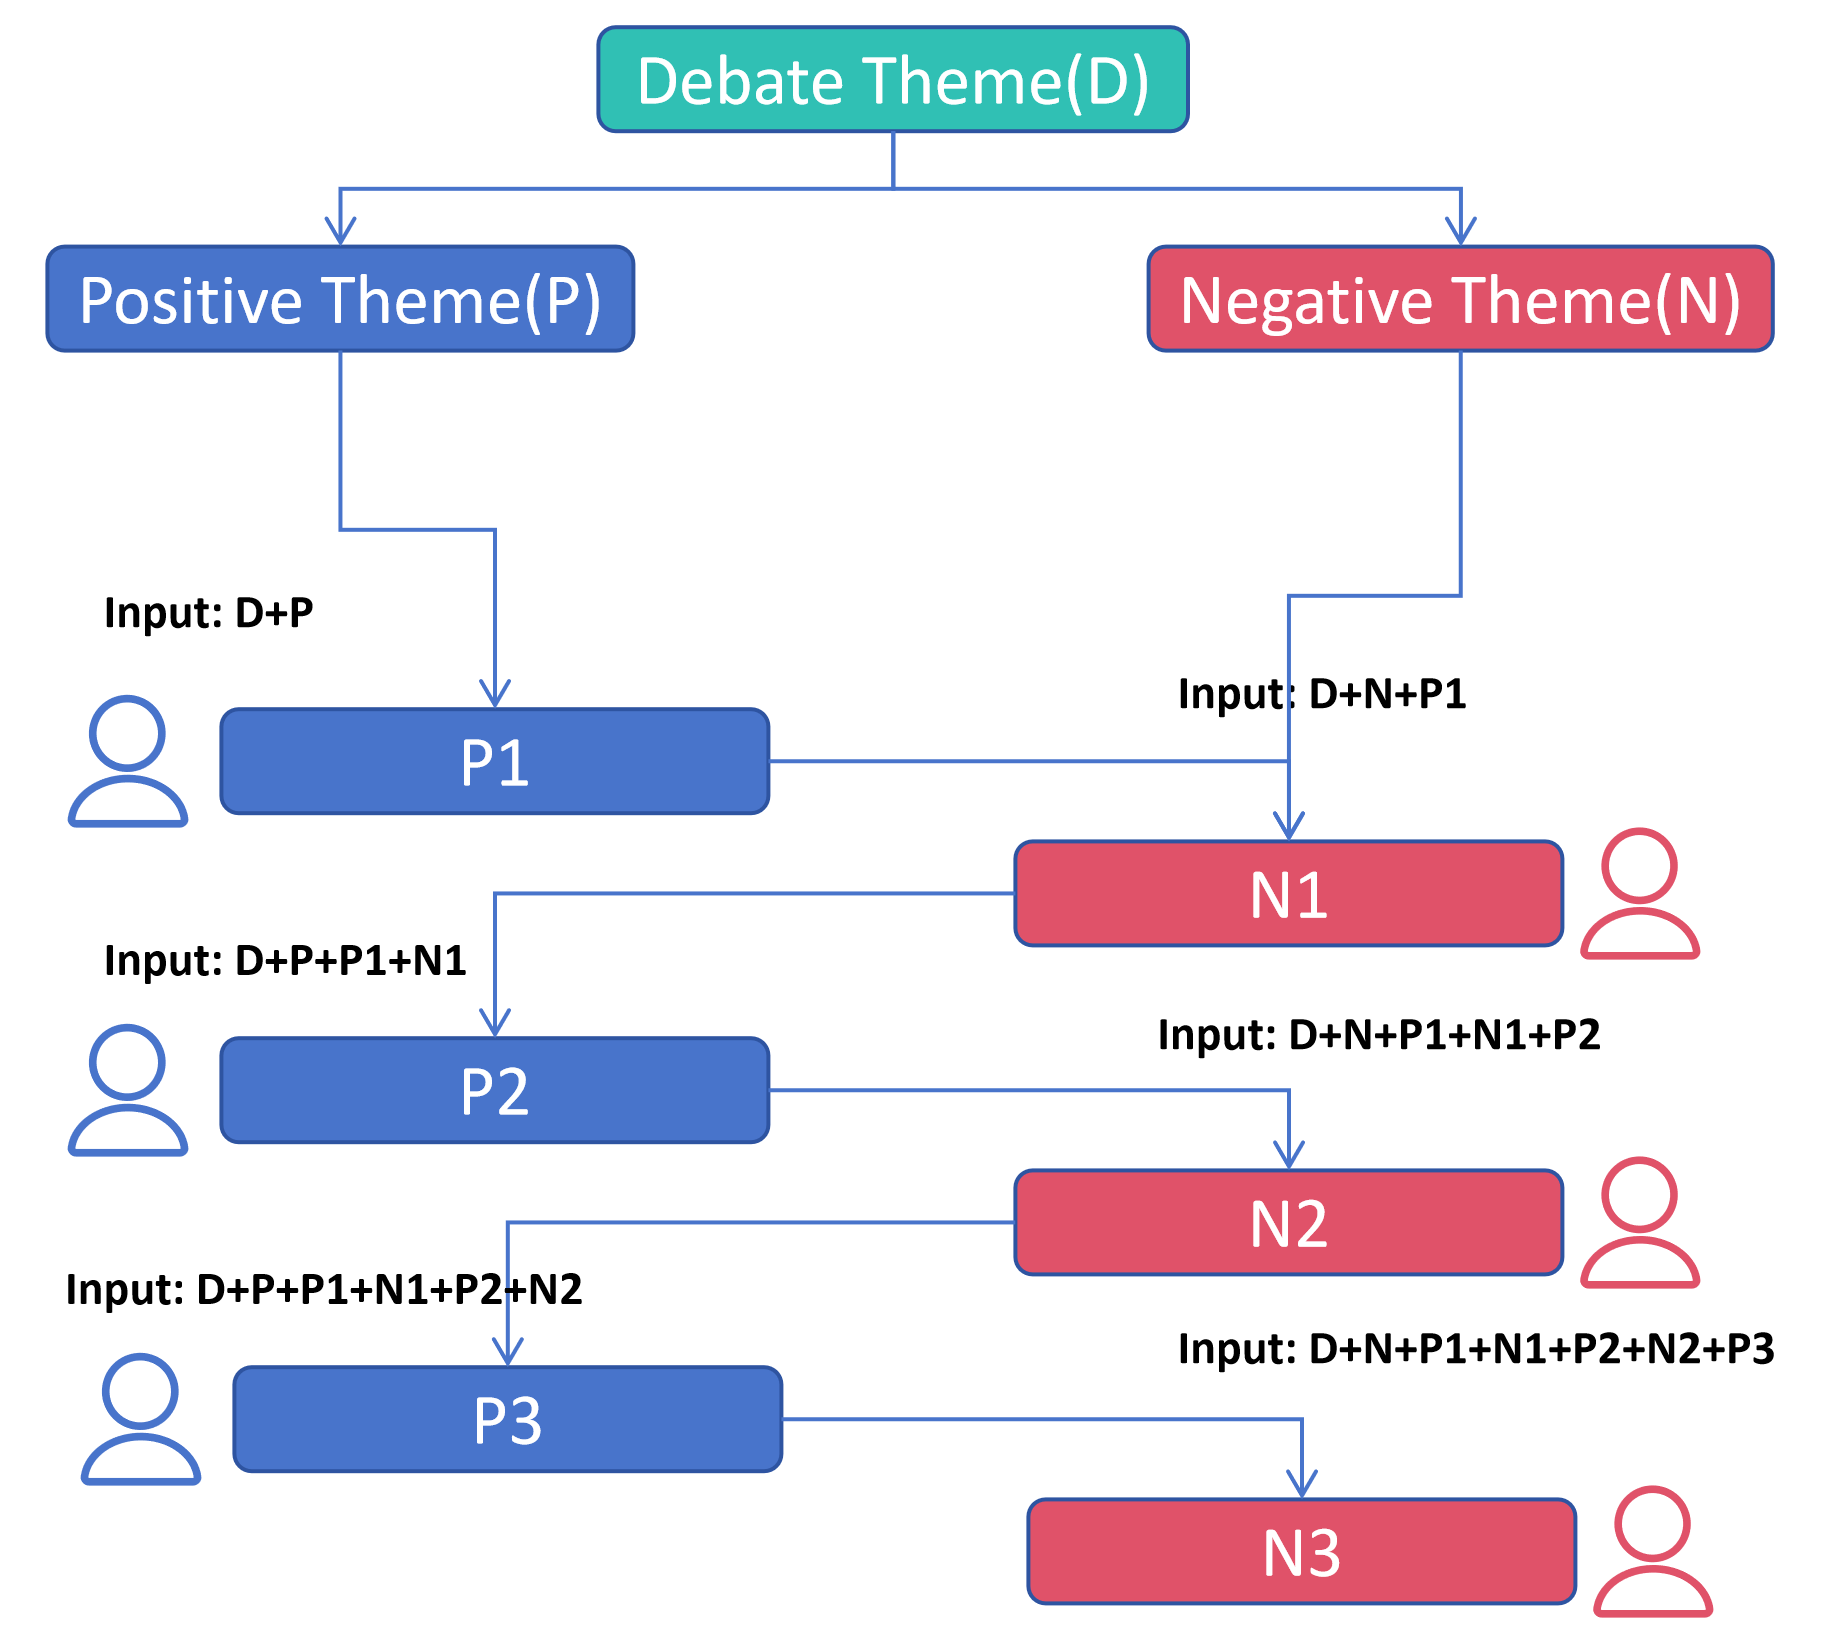 Debate Theme(D)
Positive Theme(P)
Negative Theme(N)
Input: D+P
Input: D+N+P1
P1
N1
Input: D+P+P1+N1
Input: D+N+P1+N1+P2
P2
N2
Input: D+P+P1+N1+P2+N2
Input: D+N+P1+N1+P2+N2+P3
P3
N3